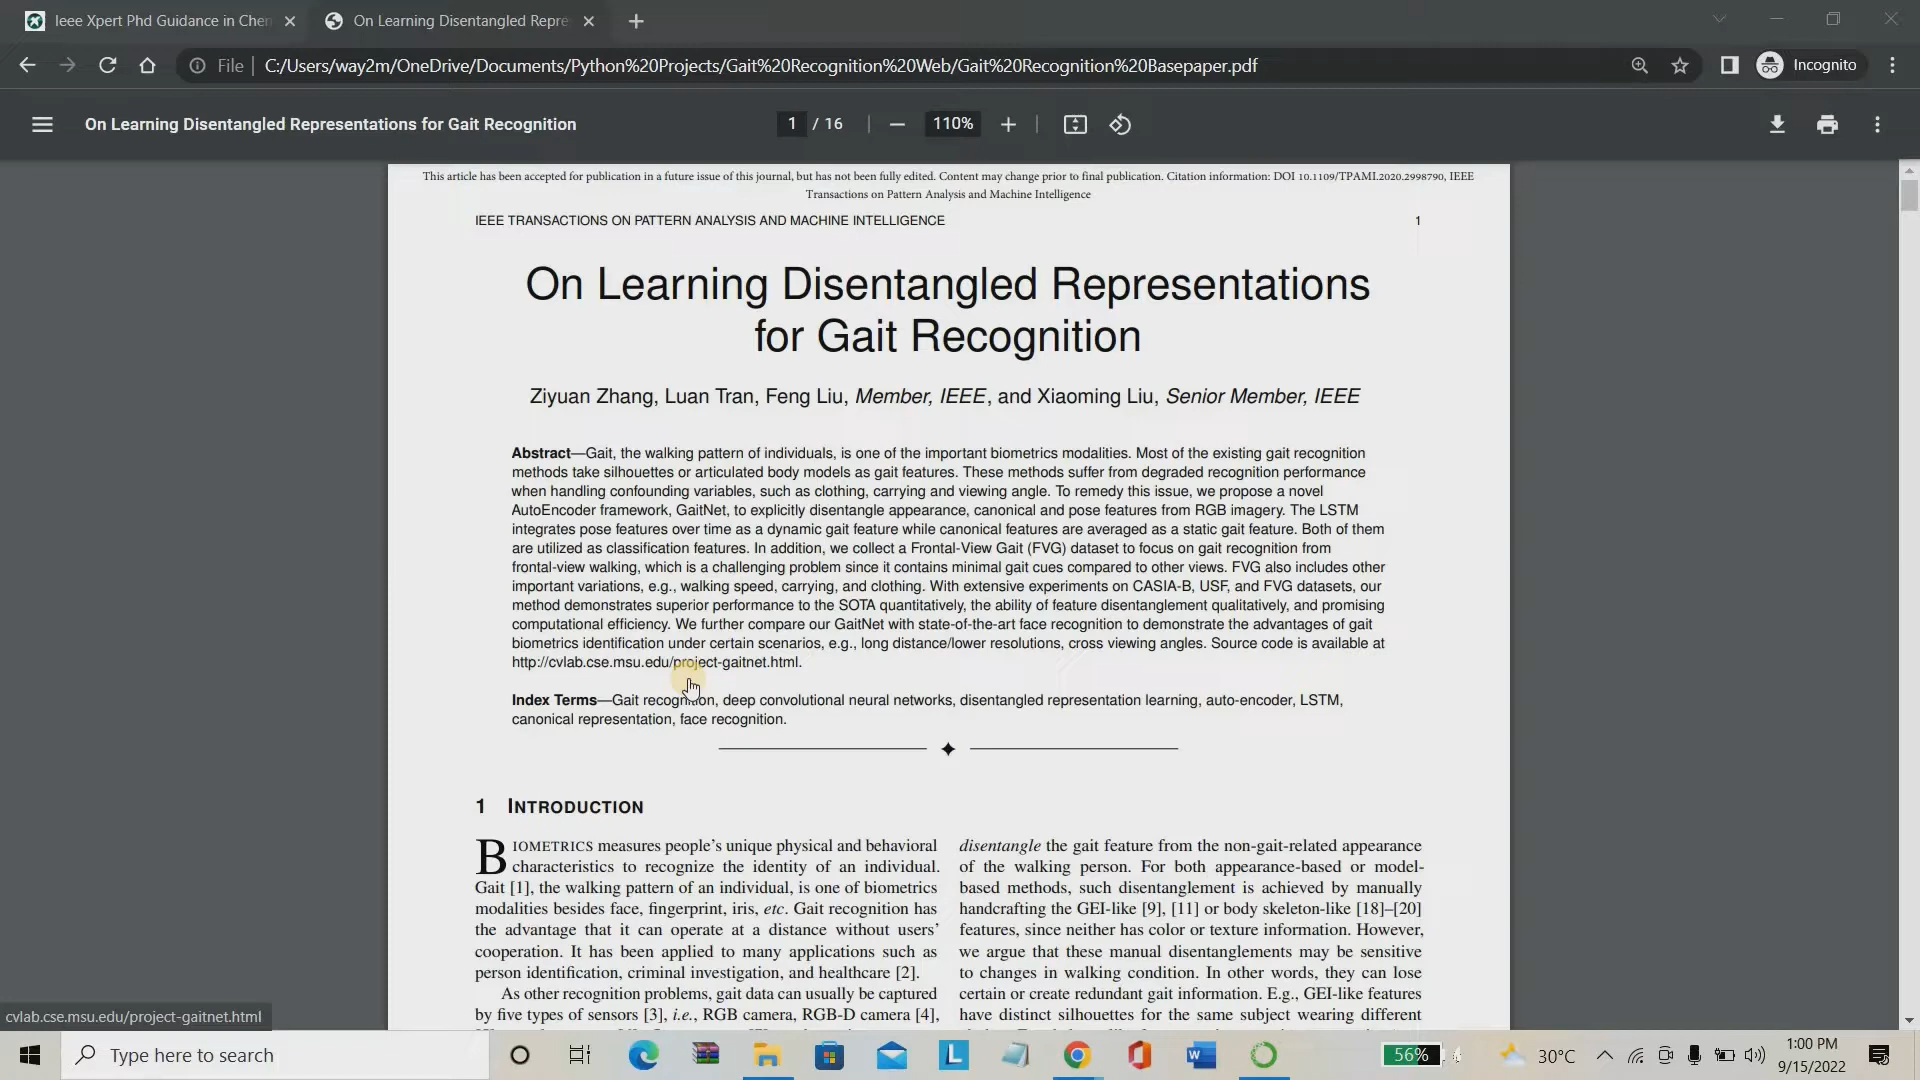 Ieee Xpert Phd Guidance in Chen
On Learning Disentangled Repre
File
C:/Users/way2m/OneDrive/Documents/Python%20Projects/Gait%20Recognition%20Web/Gait%20Recognition%20Basepaper.pdf
Incognito
On Learning Disentangled Representations for Gait Recognition
1 / 16
110%
This article has been accepted for publication in a future issue of this journal, but has not been fully edited. Content may change prior to final publication. Citation information: DOI 10.1109/TPAMI.2020.2998790, IEEE
Transactions on Pattern Analysis and Machine Intelligence
IEEE TRANSACTIONS ON PATTERN ANALYSIS AND MACHINE INTELLIGENCE 1
On Learning Disentangled Representations
for Gait Recognition
Ziyuan Zhang, Luan Tran, Feng Liu, Member, IEEE, and Xiaoming Liu, Senior Member, IEEE
Abstract—Gait, the walking pattern of individuals, is one of the important biometrics modalities. Most of the existing gait recognition
methods take silhouettes or articulated body models as gait features. These methods suffer from degraded recognition performance
when handling confounding variables, such as clothing, carrying and viewing angle. To remedy this issue, we propose a novel
AutoEncoder framework, GaitNet, to explicitly disentangle appearance, canonical and pose features from RGB imagery. The LSTM
integrates pose features over time as a dynamic gait feature while canonical features are averaged as a static gait feature. Both of them
are utilized as classification features. In addition, we collect a Frontal-View Gait (FVG) dataset to focus on gait recognition from
frontal-view walking, which is a challenging problem since it contains minimal gait cues compared to other views. FVG also includes other
important variations, e.g., walking speed, carrying, and clothing. With extensive experiments on CASIA-B, USF, and FVG datasets, our
method demonstrates superior performance to the SOTA quantitatively, the ability of feature disentanglement qualitatively, and promising
computational efficiency. We further compare our GaitNet with state-of-the-art face recognition to demonstrate the advantages of gait
biometrics identification under certain scenarios, e.g., long distance/lower resolutions, cross viewing angles. Source code is available at
http://cvlab.cse.msu.edu/project-gaitnet.html.
Index Terms—Gait recognition, deep convolutional neural networks, disentangled representation learning, auto-encoder, LSTM,
canonical representation, face recognition.
1 INTRODUCTION
BIOMETRICS measures people's unique physical and behavioral
characteristics to recognize the identity of an individual.
Gait [1], the walking pattern of an individual, is one of biometrics
modalities besides face, fingerprint, iris, etc. Gait recognition has
the advantage that it can operate at a distance without users'
cooperation. It has been applied to many applications such as
person identification, criminal investigation, and healthcare [2].
As other recognition problems, gait data can usually be captured
by five types of sensors [3], i.e., RGB camera, RGB-D camera [4],
disentangle the gait feature from the non-gait-related appearance
of the walking person. For both appearance-based or model-
based methods, such disentanglement is achieved by manually
handcrafting the GEI-like [9], [11] or body skeleton-like [18]–[20]
features, since neither has color or texture information. However,
we argue that these manual disentanglements may be sensitive
to changes in walking condition. In other words, they can lose
certain or create redundant gait information. E.g., GEI-like features
have distinct silhouettes for the same subject wearing different
cvlab.cse.msu.edu/project-gaitnet.html
Type here to search
L
W
56%
30°C
1:00 PM
9/15/2022